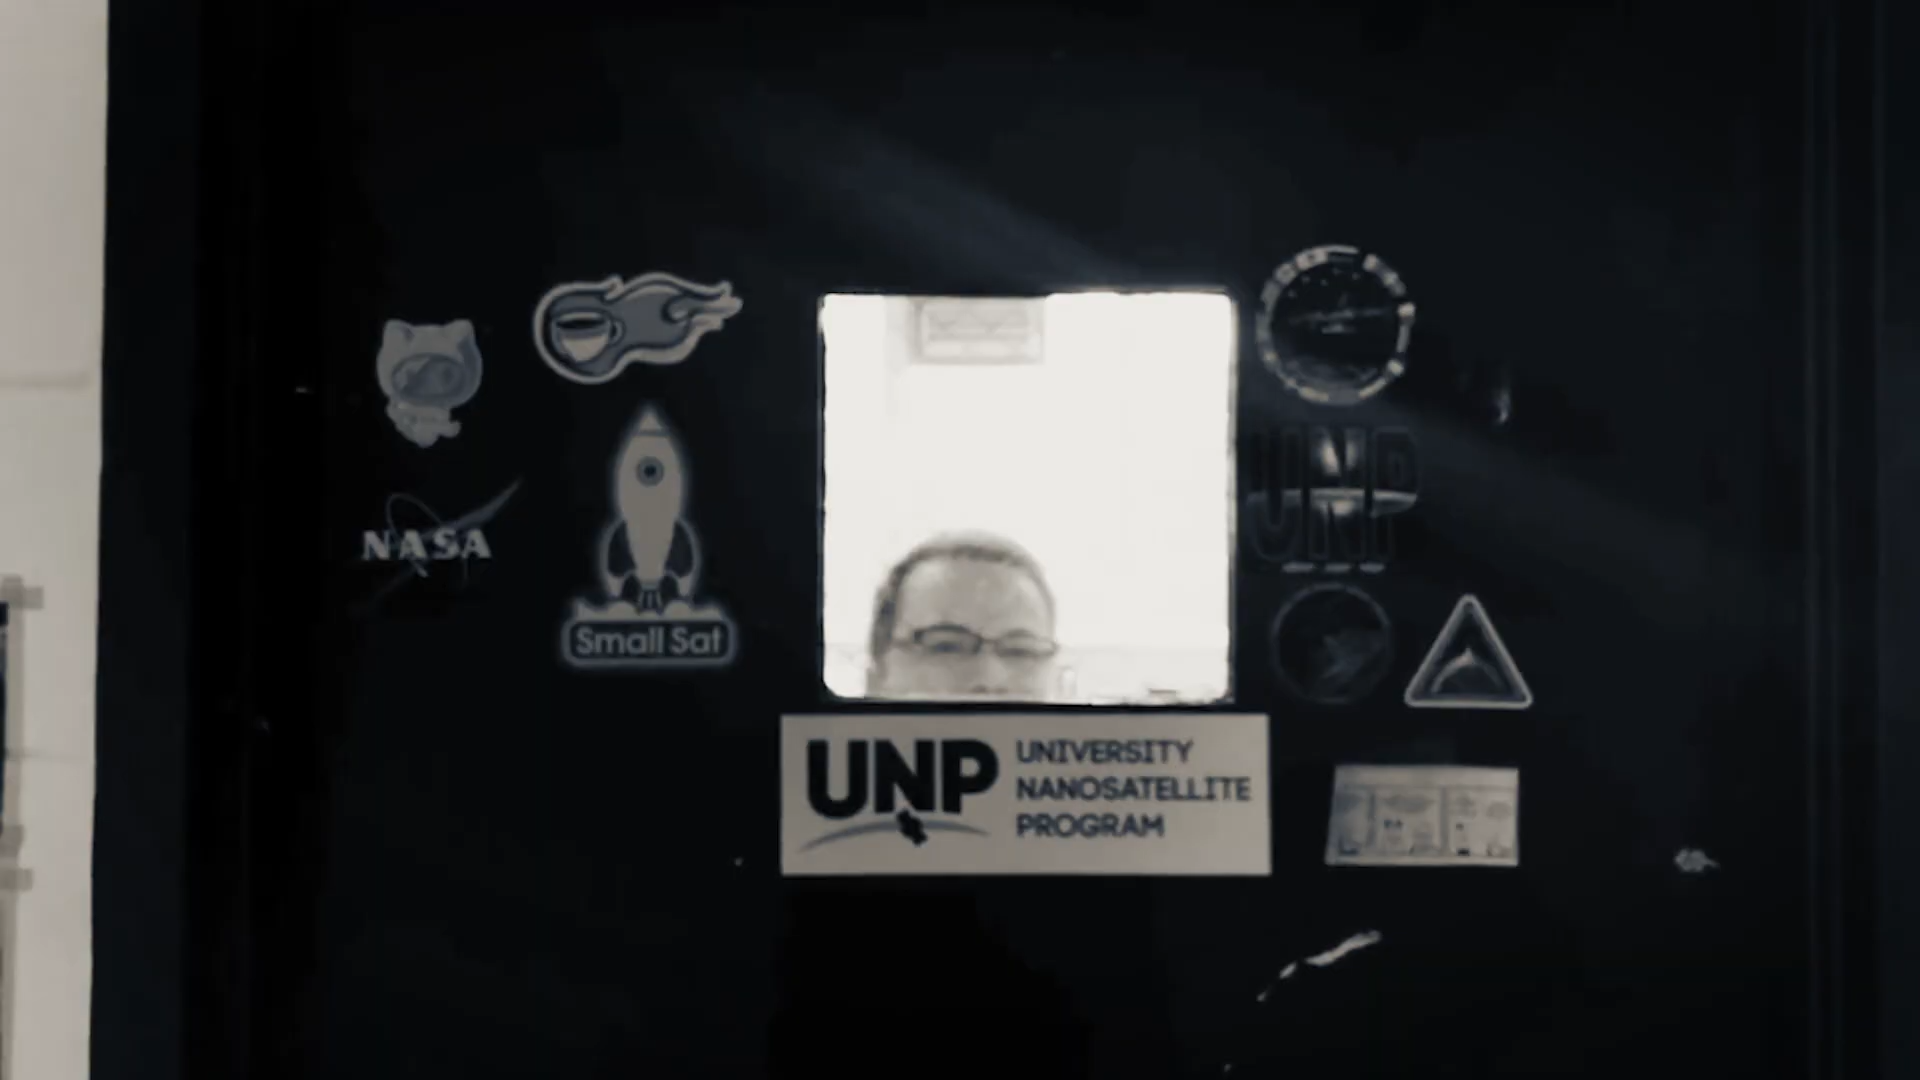 NASA
Small Sat
UNP
UNP
UNIVERSITY
NANOSATELLITE
PROGRAM